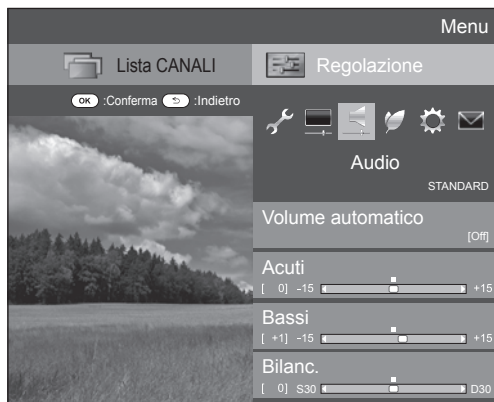 Menu
Lista CANALI
Regolazione
OK :Conferma :Indietro
Audio
STANDARD
Volume automatico
[Off]
Acuti
[ 0] -15 +15
Bassi
[ +1] -15 +15
Bilanc.
[ 0] S30 D30